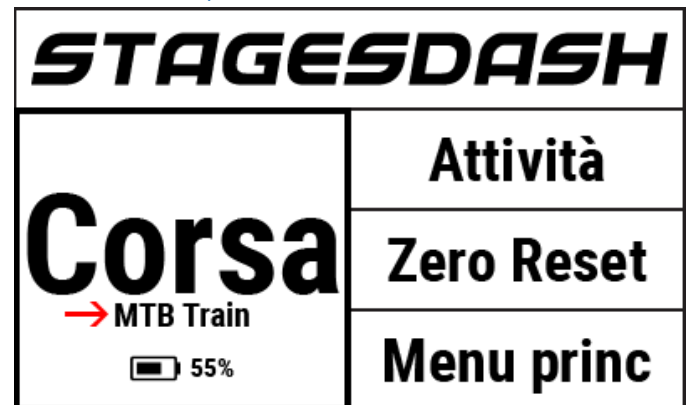 STAGESDASH
Corsa
MTB Train
55%
Attività
Zero Reset
Menu princ